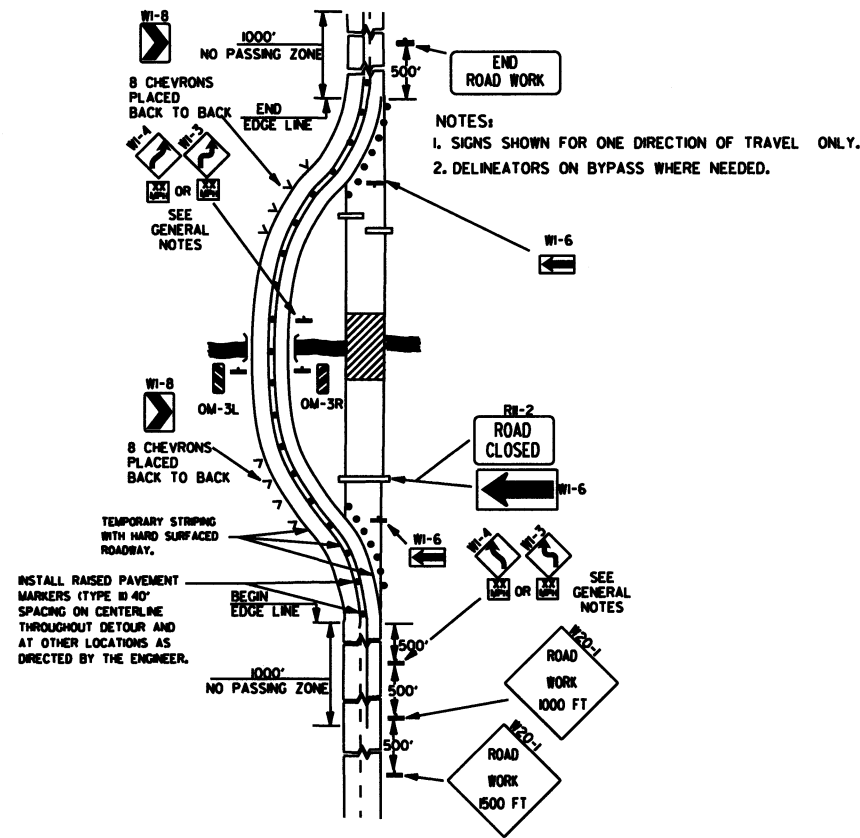 W1-8
1000'
NO PASSING ZONE
500'
END
ROAD WORK
8 CHEVRONS
PLACED
BACK TO BACK
END
EDGE LINE
NOTES:
1. SIGNS SHOWN FOR ONE DIRECTION OF TRAVEL ONLY.
2. DELINEATORS ON BYPASS WHERE NEEDED.
W1-4
W1-3
XX
MPH
OR
XX
MPH
SEE
GENERAL
NOTES
W1-6
OM-3L
OM-3R
W1-8
8 CHEVRONS
PLACED
BACK TO BACK
R11-2
ROAD
CLOSED
W1-6
TEMPORARY STRIPING
WITH HARD SURFACED
ROADWAY.
W1-6
W1-4
W1-3
XX
MPH
OR
XX
MPH
SEE
GENERAL
NOTES
INSTALL RAISED PAVEMENT
MARKERS (TYPE II) 40'
SPACING ON CENTERLINE
THROUGHOUT DETOUR AND
AT OTHER LOCATIONS AS
DIRECTED BY THE ENGINEER.
BEGIN
EDGE LINE
500'
1000'
NO PASSING ZONE
500'
W20-1
ROAD
WORK
1000 FT
500'
W20-1
ROAD
WORK
1500 FT